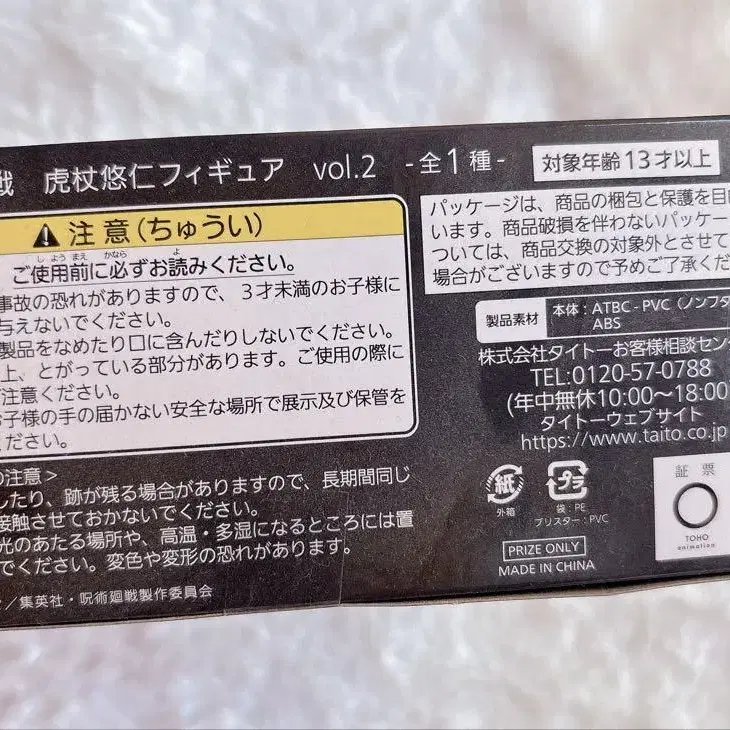 戦 虎杖悠仁フィギュア vol.2 -全1種- 対象年齢13才以上
注意(ちゅうい)
ご使用前に必ずお読みください。
事故の恐れがありますので、3才未満のお子様に
与えないでください。
製品をなめたり口に含んだりしないでください。
上、とがっている部分があります。ご使用の際に
注意ください。
お子様の手の届かない安全な場所で展示及び保管を
ください。
の注意>
したり、跡が残る場合がありますので、長期間同じ
接触させておかないでください。
光のあたる場所や、高温・多湿になるところには置
でください。変色や変形の恐れがあります。
/集英社・呪術廻戦製作委員会
パッケージは、商品の梱包と保護を目
います。商品破損を伴わないパッケー
ついては、商品交換の対象外とさせて
場合がございますので予めご了承くだ
製品素材 本体:ATBC-PVC(ノンフタ
ABS
株式会社タイトーお客様相談セン
TEL:0120-57-0788
(年中無休10:00~18:00)
タイトーウェブサイト
https://www.taito.co.jp
紙
外箱
プラ
袋:PE
ブリスター:PVC
PRIZE ONLY
MADE IN CHINA
証票
TOHO
animation